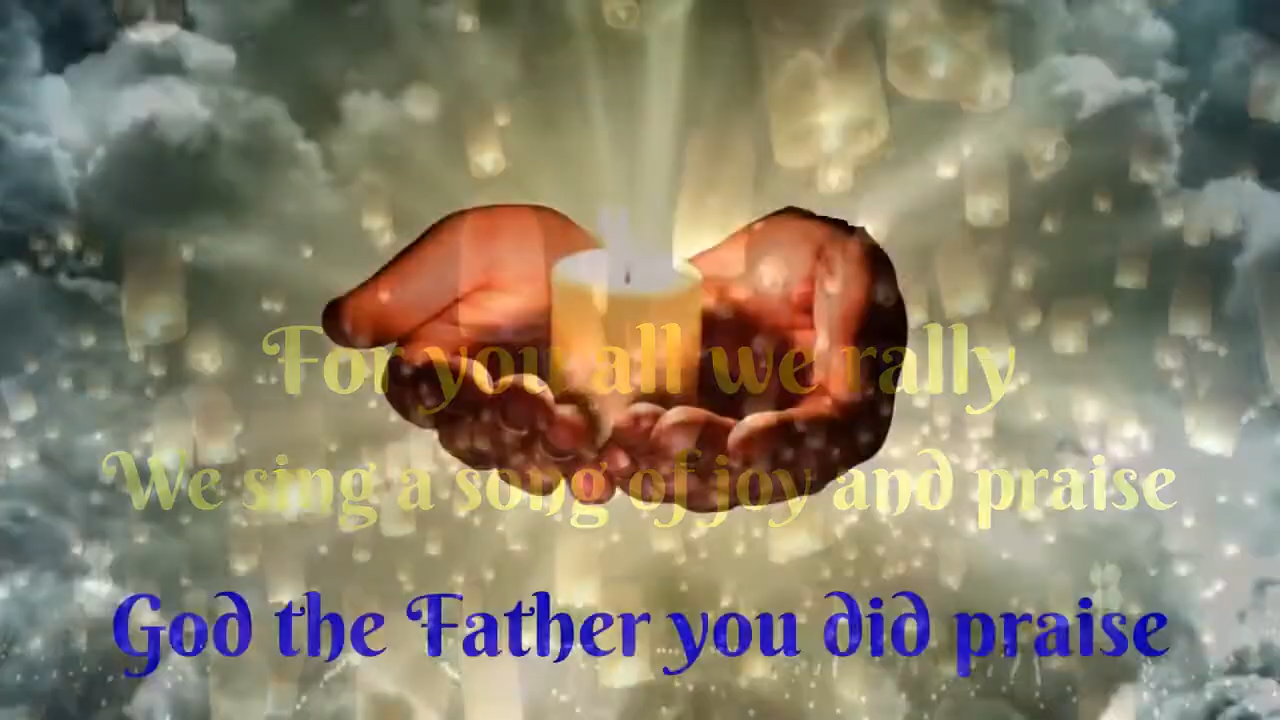 For you all we rally
We sing a song of joy and praise
God the Father you did praise